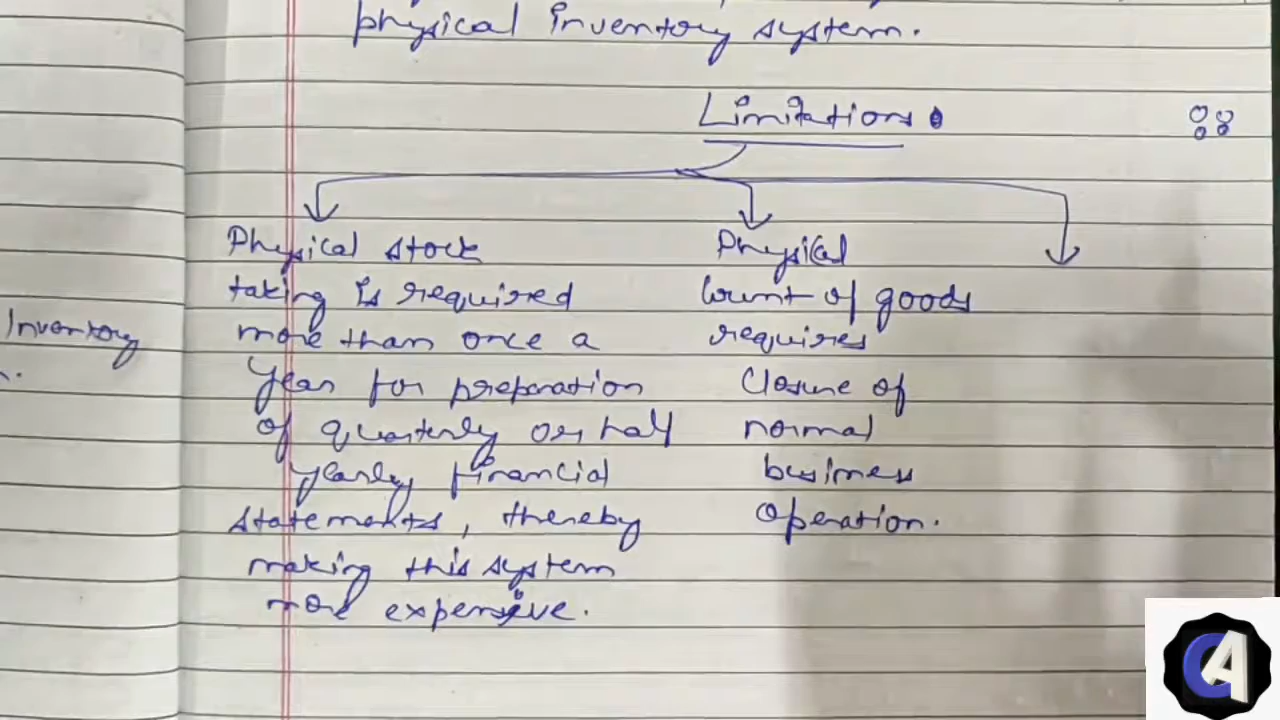 physical inventory system.
Limitations
Physical stock
taking is required
more than once a
year for preparation
of quarterly or half
yearly financial
statements, thereby
making this system
more expensive.
Physical
count of goods
requires
closure of
normal
business
operation.
Inventory
CA